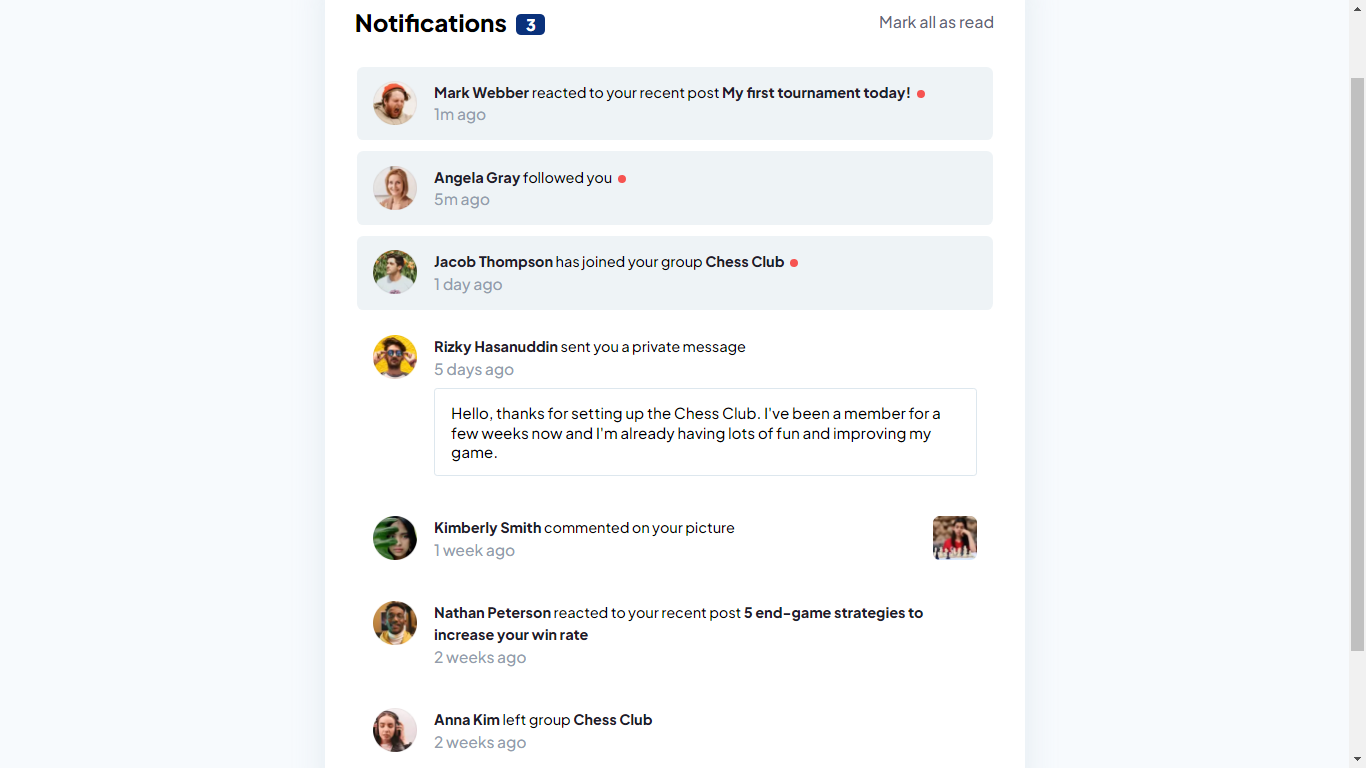 Notifications 3
Mark all as read
Mark Webber reacted to your recent post My first tournament today!
1m ago
Angela Gray followed you
5m ago
Jacob Thompson has joined your group Chess Club
1 day ago
Rizky Hasanuddin sent you a private message
5 days ago
Hello, thanks for setting up the Chess Club. I've been a member for a
few weeks now and I'm already having lots of fun and improving my
game.
Kimberly Smith commented on your picture
1 week ago
Nathan Peterson reacted to your recent post 5 end-game strategies to
increase your win rate
2 weeks ago
Anna Kim left group Chess Club
2 weeks ago